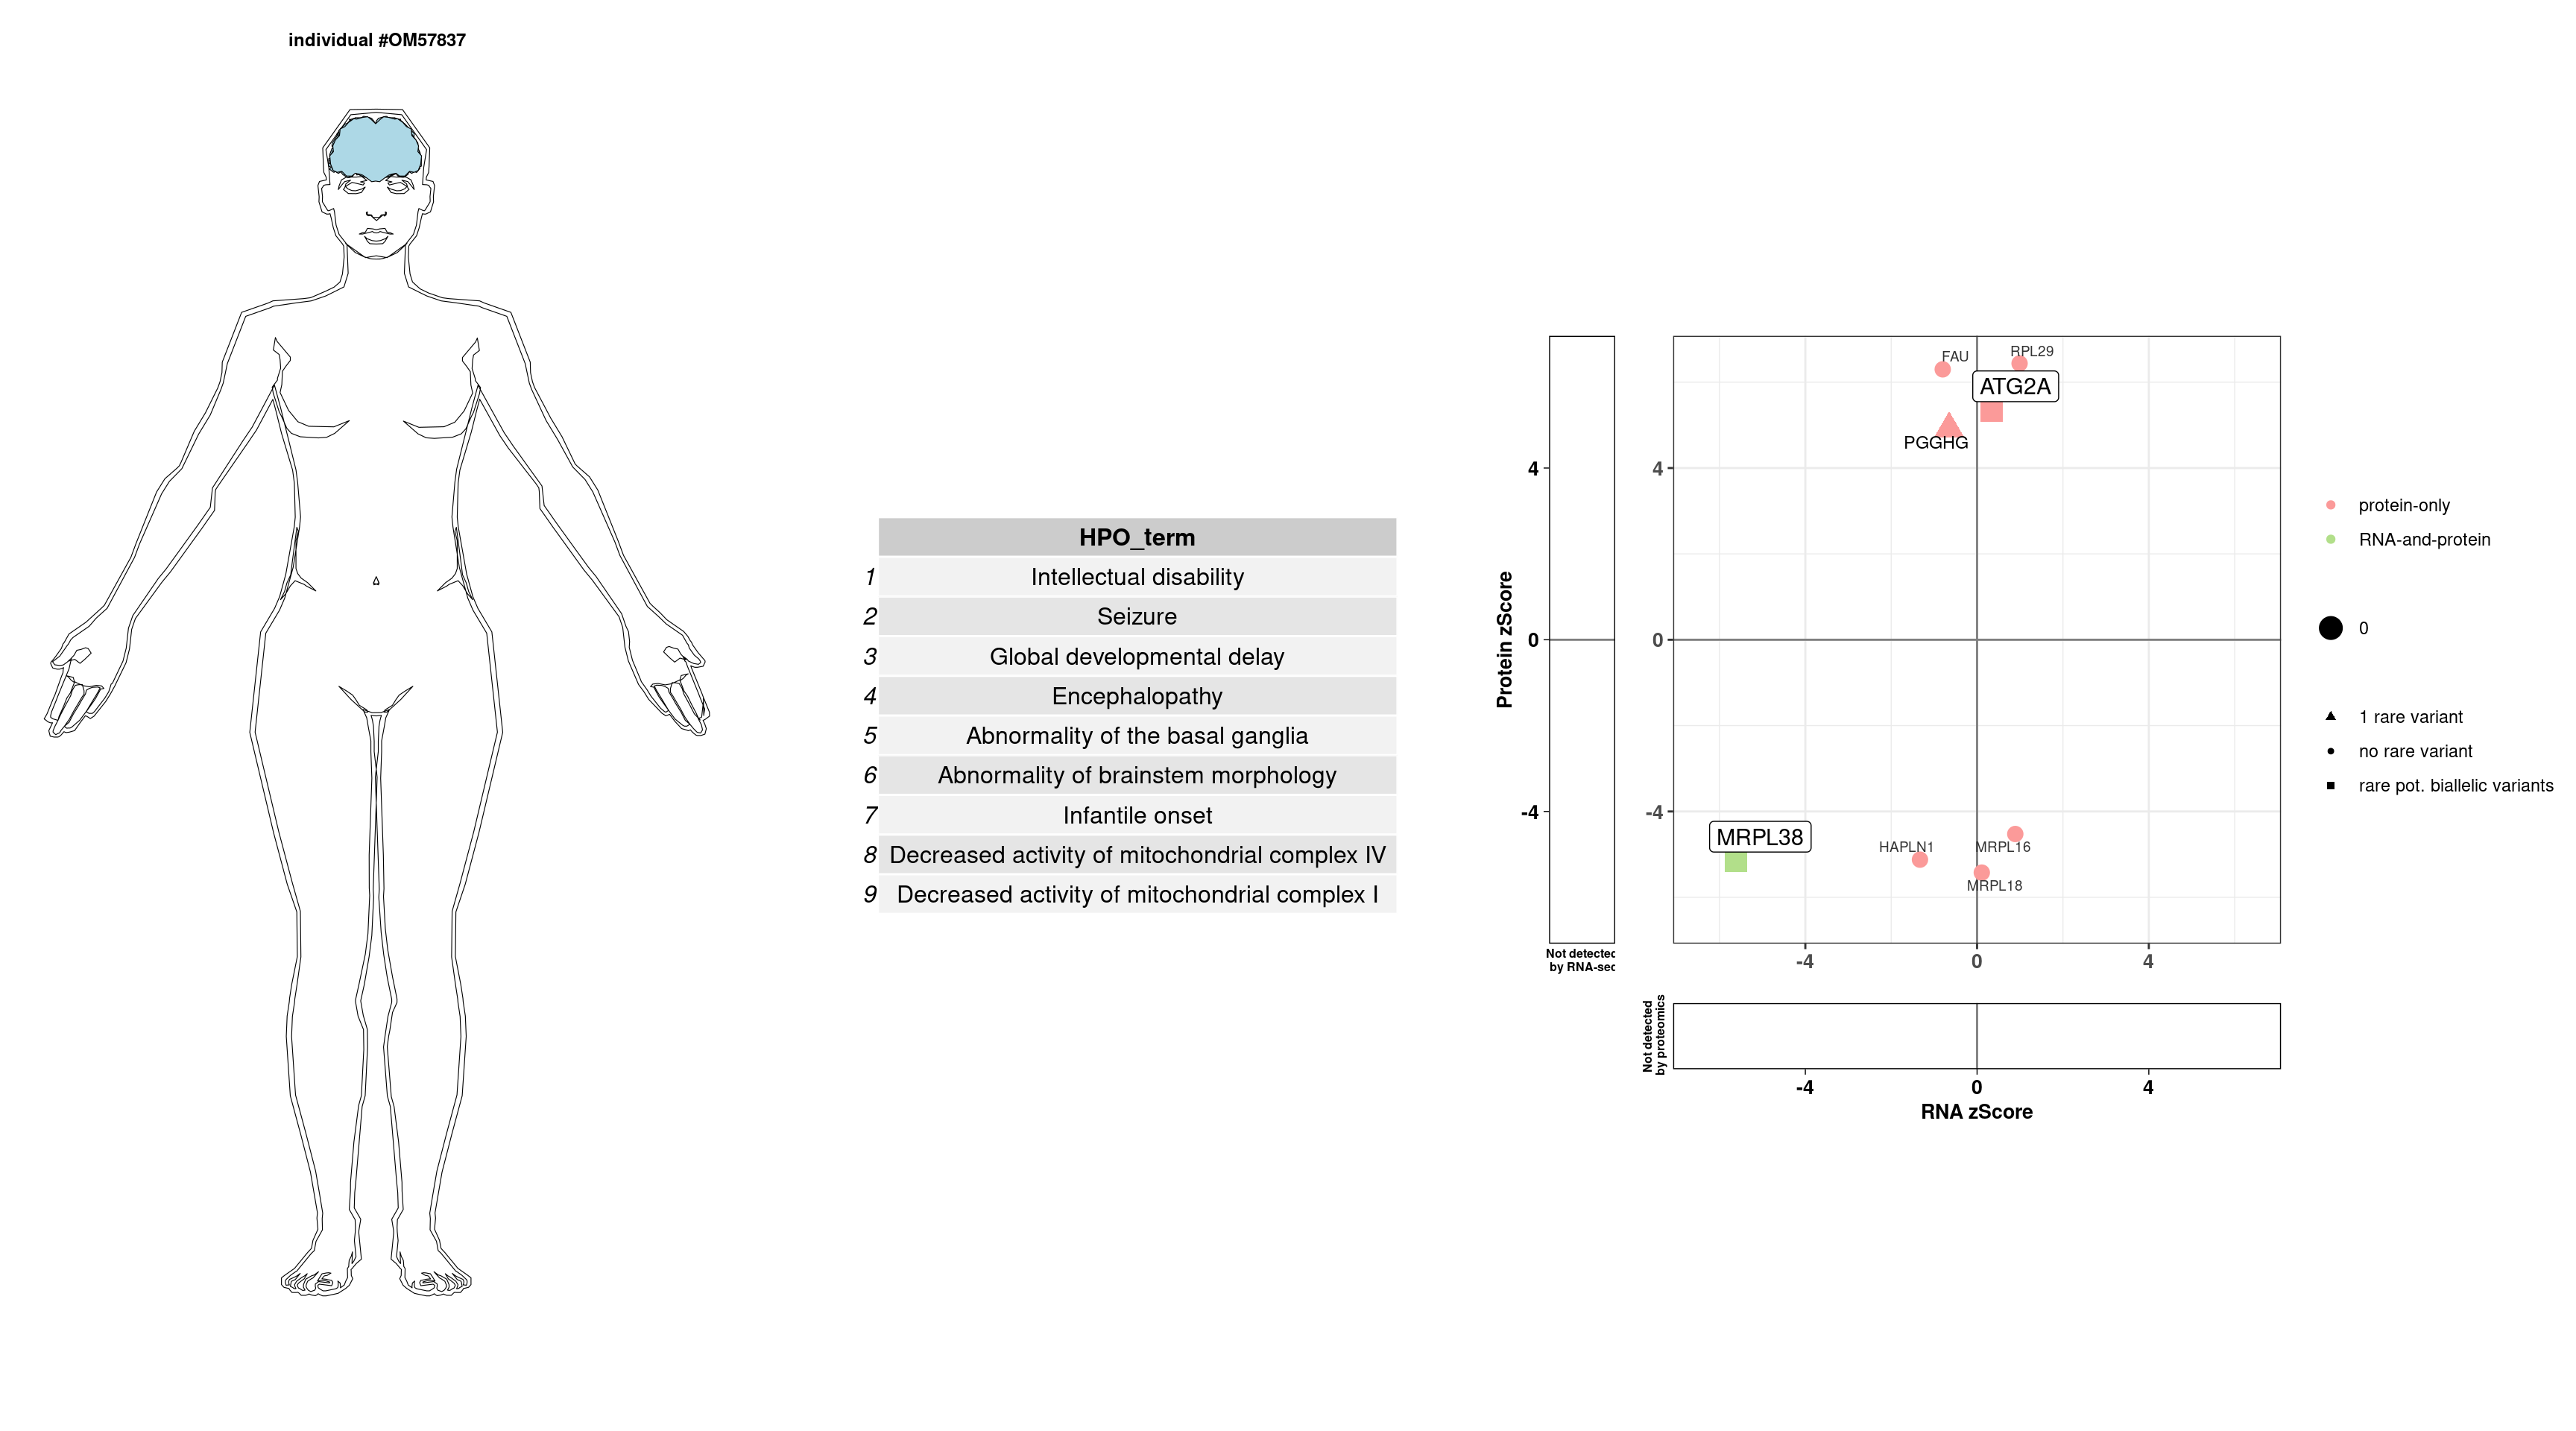 individual #OM57837
HPO_term
1 Intellectual disability
2 Seizure
3 Global developmental delay
4 Encephalopathy
5 Abnormality of the basal ganglia
6 Abnormality of brainstem morphology
7 Infantile onset
8 Decreased activity of mitochondrial complex IV
9 Decreased activity of mitochondrial complex I
Protein zScore
4
0
-4
Not detected
by RNA-seq
4
0
-4
FAU
RPL29
ATG2A
PGGHG
MRPL38
HAPLN1
MRPL16
MRPL18
-4 0 4
Not detected
by proteomics
-4 0 4
RNA zScore
protein-only
RNA-and-protein
0
1 rare variant
no rare variant
rare pot. biallelic variants